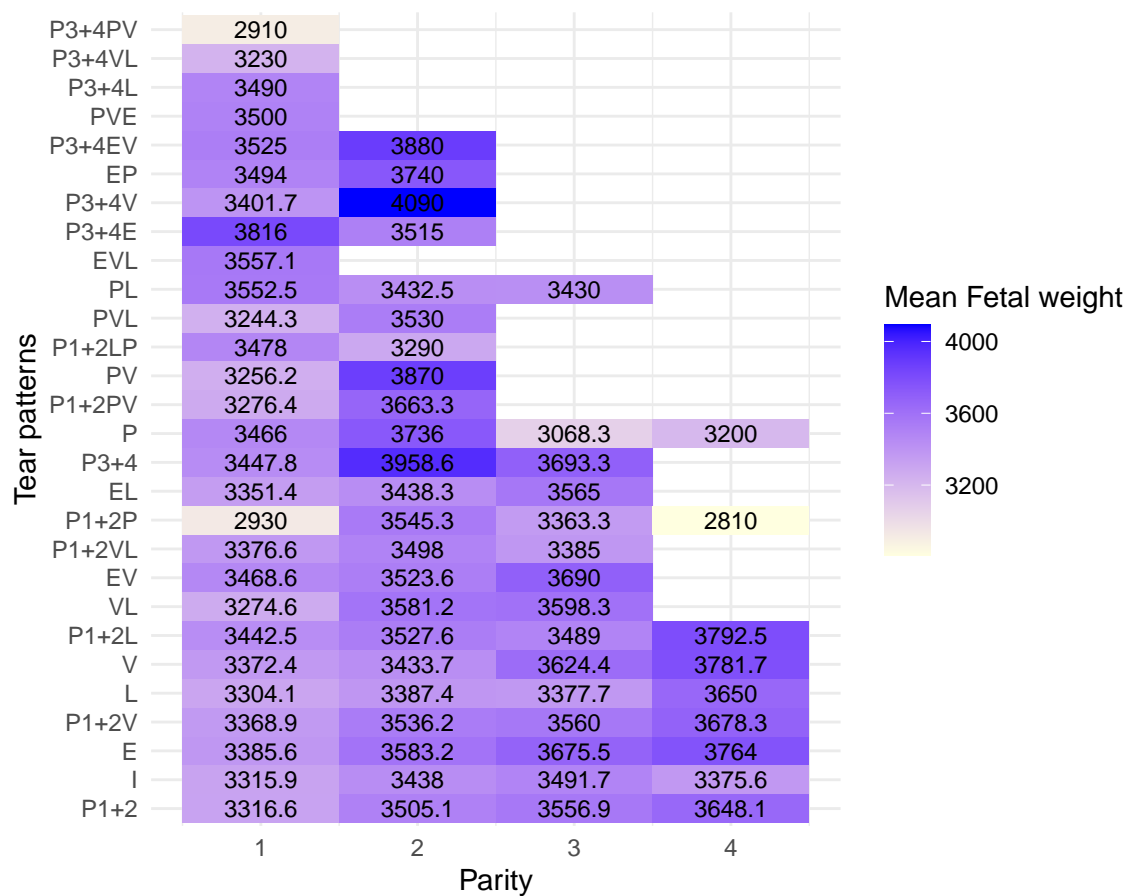 P3+4PV 2910
P3+4VL 3230
P3+4L 3490
PVE 3500
P3+4EV 3525 3880
EP 3494 3740
P3+4V 3401.7 4090
P3+4E 3816 3515
EVL 3557.1
PL 3552.5 3432.5 3430
PVL 3244.3 3530
P1+2LP 3478 3290
PV 3256.2 3870
P1+2PV 3276.4 3663.3
P 3466 3736 3068.3 3200
P3+4 3447.8 3958.6 3693.3
EL 3351.4 3438.3 3565
P1+2P 2930 3545.3 3363.3 2810
P1+2VL 3376.6 3498 3385
EV 3468.6 3523.6 3690
VL 3274.6 3581.2 3598.3
P1+2L 3442.5 3527.6 3489 3792.5
V 3372.4 3433.7 3624.4 3781.7
L 3304.1 3387.4 3377.7 3650
P1+2V 3368.9 3536.2 3560 3678.3
E 3385.6 3583.2 3675.5 3764
I 3315.9 3438 3491.7 3375.6
P1+2 3316.6 3505.1 3556.9 3648.1
1 2 3 4
Parity
Tear patterns
Mean Fetal weight
4000
3600
3200